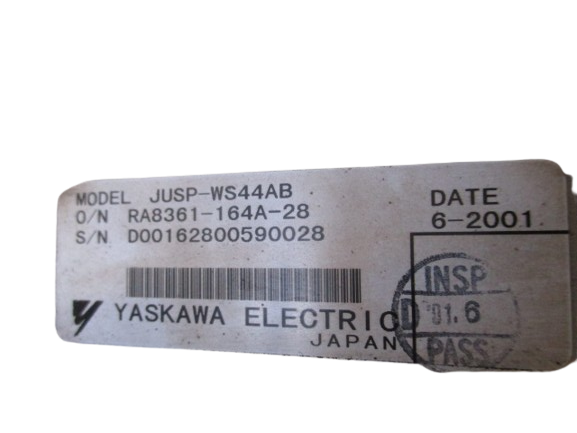 MODEL JUSP-WS44AB
O/N RA8361-164A-28
S/N D00162800590028
DATE
6-2001
YASKAWA ELECTRIC
JAPAN
INSP
D '01.6
PASS